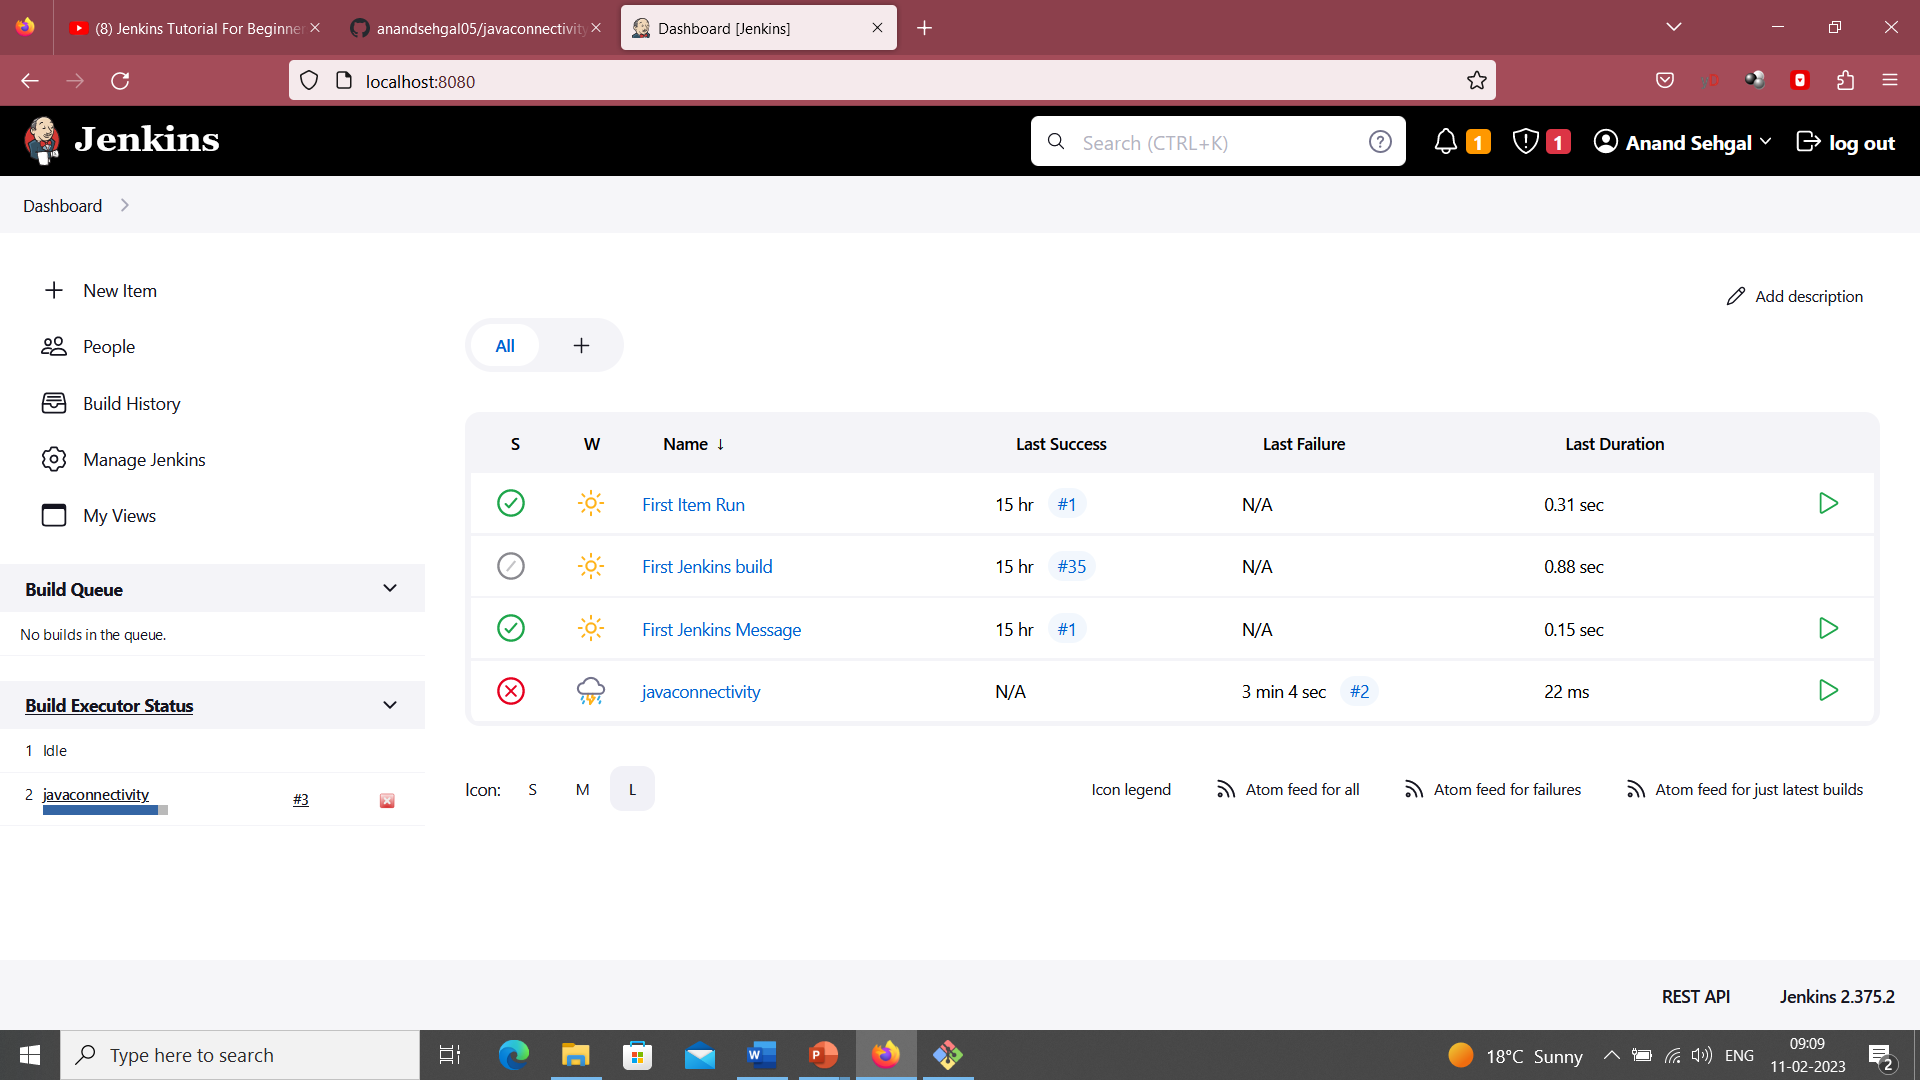 (8) Jenkins Tutorial For Beginner
anandsehgal05/javaconnectivity
Dashboard [Jenkins]
localhost:8080
Jenkins
Search (CTRL+K)
1
1
Anand Sehgal
log out
Dashboard
New Item
People
Build History
Manage Jenkins
My Views
Add description
All
S W Name ↓ Last Success Last Failure Last Duration
First Item Run 15 hr #1 N/A 0.31 sec
First Jenkins build 15 hr #35 N/A 0.88 sec
First Jenkins Message 15 hr #1 N/A 0.15 sec
javaconnectivity N/A 3 min 4 sec #2 22 ms
Build Queue
No builds in the queue.
Build Executor Status
1 Idle
2 javaconnectivity #3
Icon: S M L
Icon legend
Atom feed for all
Atom feed for failures
Atom feed for just latest builds
REST API
Jenkins 2.375.2
Type here to search
18°C Sunny
ENG
09:09
11-02-2023
2